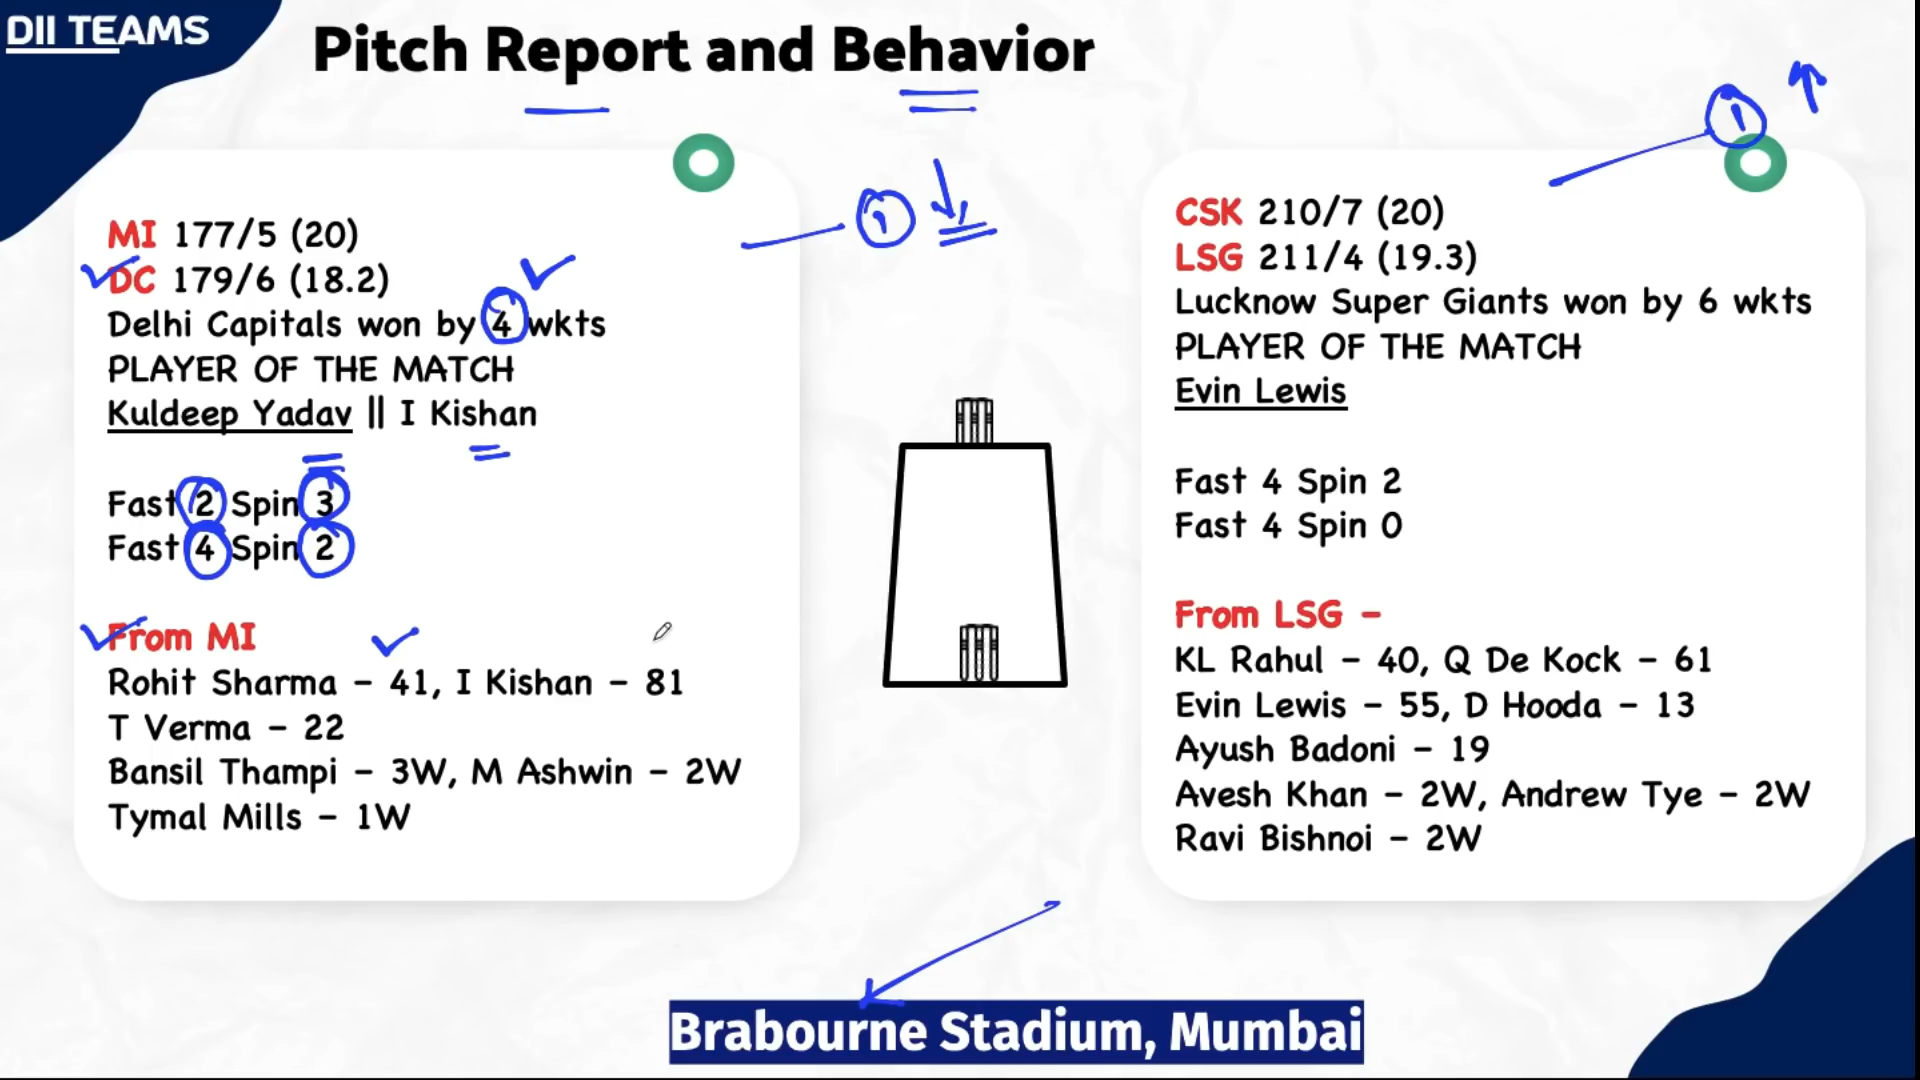 DII TEAMS
Pitch Report and Behavior
1
1
MI 177/5 (20)
DC 179/6 (18.2)
Delhi Capitals won by 4 wkts
PLAYER OF THE MATCH
Kuldeep Yadav || I Kishan
Fast 2 Spin 3
Fast 4 Spin 2
From MI
Rohit Sharma – 41, I Kishan – 81
T Verma – 22
Bansil Thampi – 3W, M Ashwin – 2W
Tymal Mills – 1W
CSK 210/7 (20)
LSG 211/4 (19.3)
Lucknow Super Giants won by 6 wkts
PLAYER OF THE MATCH
Evin Lewis
Fast 4 Spin 2
Fast 4 Spin 0
From LSG –
KL Rahul – 40, Q De Kock – 61
Evin Lewis – 55, D Hooda – 13
Ayush Badoni – 19
Avesh Khan – 2W, Andrew Tye – 2W
Ravi Bishnoi – 2W
Brabourne Stadium, Mumbai